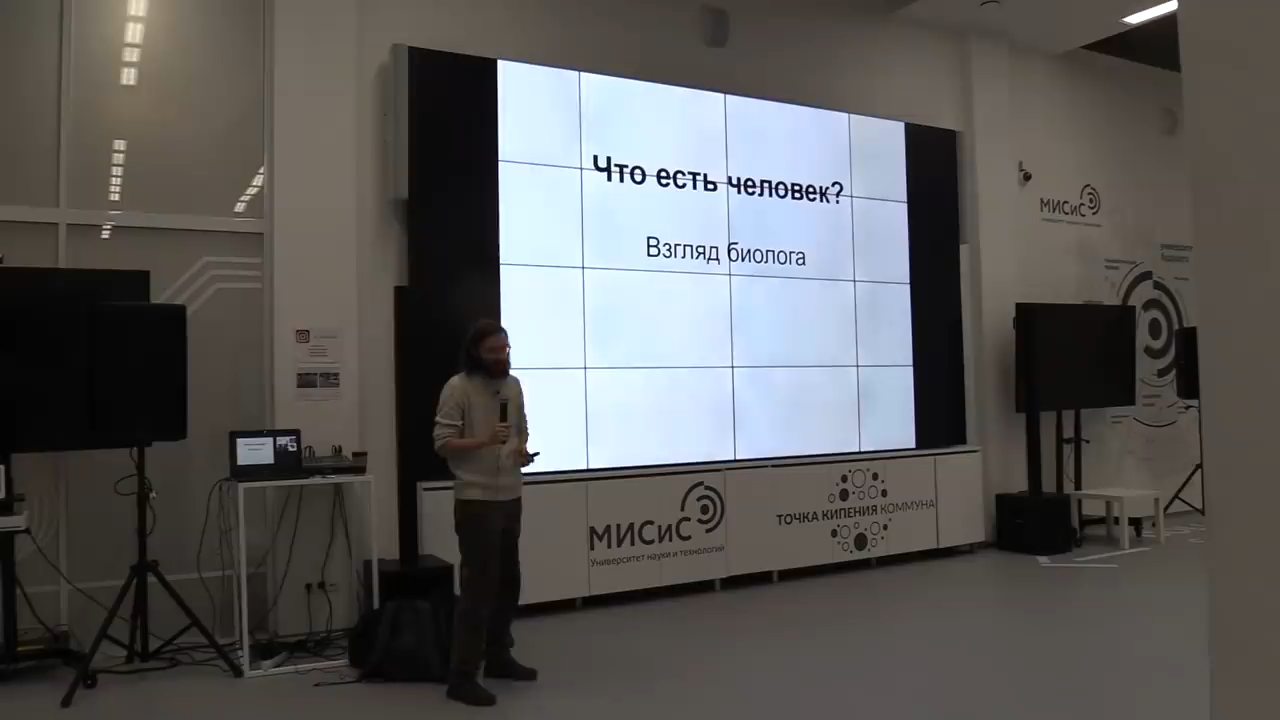 Что есть человек?
Взгляд биолога
МИСиС
МИСиС
Университет науки и технологий
ТОЧКА КИПЕНИЯ КОММУНА